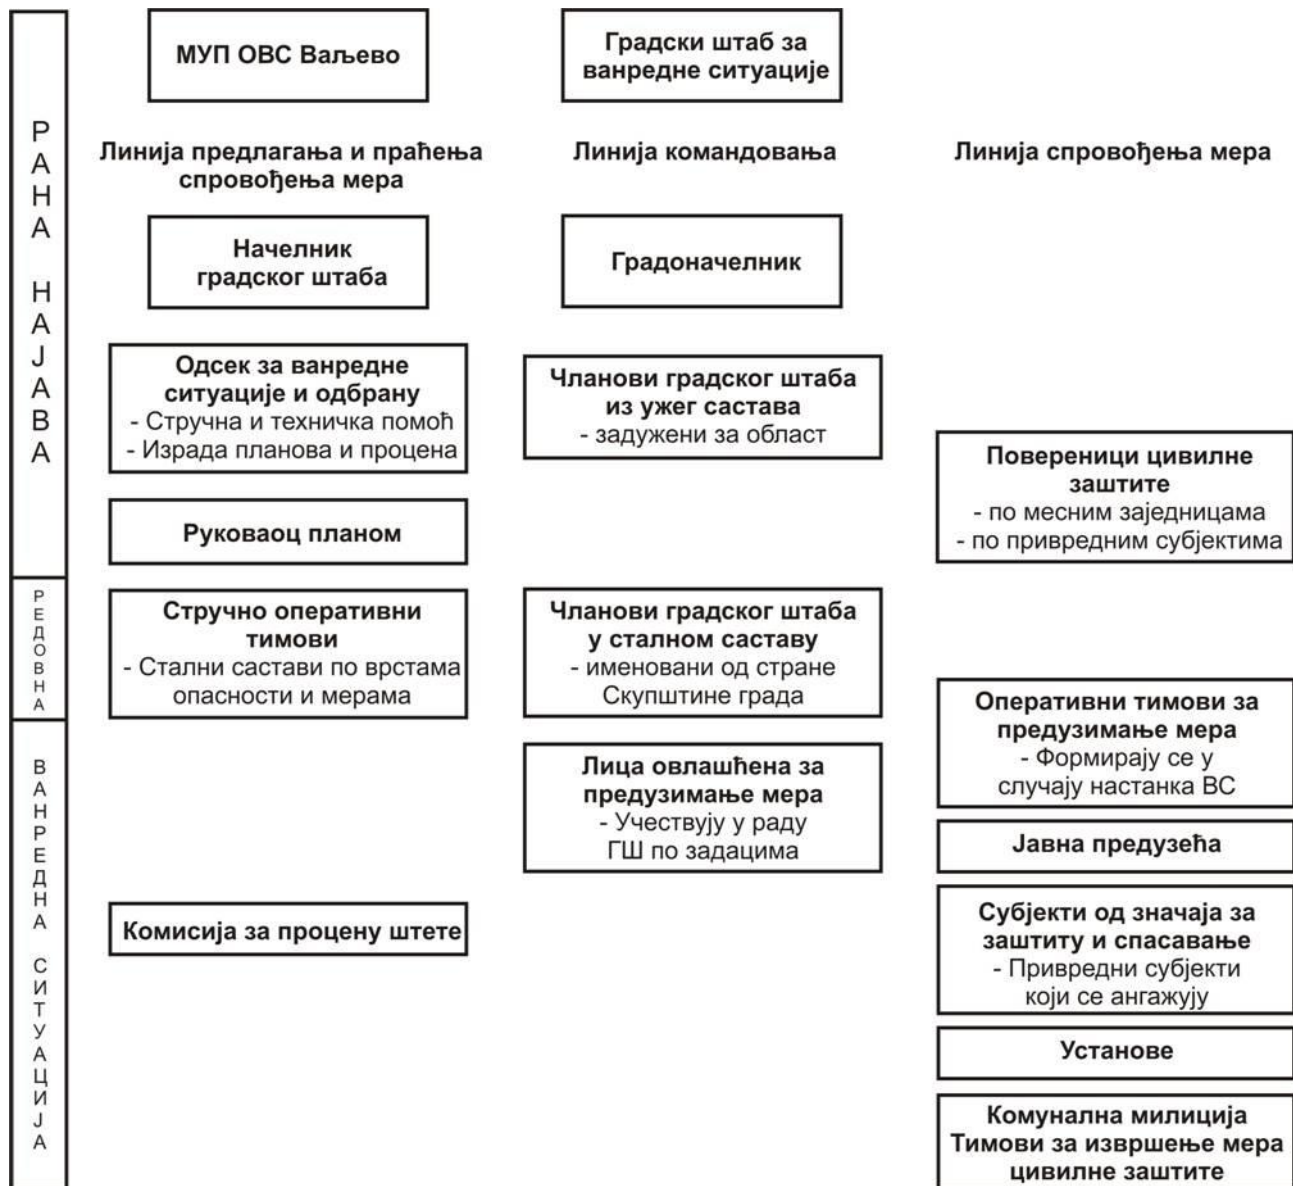 РАНА НАЈАВА
РЕДОВНА
ВАНРЕДНА СИТУАЦИЈА
МУП ОВС Ваљево
Линија предлагања и праћења
спровођења мера
Начелник
градског штаба
Одсек за ванредне
ситуације и одбрану
- Стручна и техничка помоћ
- Израда планова и процена
Руковаоц планом
Стручно оперативни
тимови
- Стални састави по врстама
опасности и мерама
Комисија за процену штете
Градски штаб за
ванредне ситуације
Линија командовања
Градоначелник
Чланови градског штаба
из ужег састава
- задужени за област
Чланови градског штаба
у сталном саставу
- именовани од стране
Скупштине града
Лица овлашћена за
предузимање мера
- Учествују у раду
ГШ по задацима
Линија спровођења мера
Повереници цивилне
заштите
- по месним заједницама
- по привредним субјектима
Оперативни тимови за
предузимање мера
- Формирају се у
случају настанка ВС
Јавна предузећа
Субјекти од значаја за
заштиту и спасавање
- Привредни субјекти
који се ангажују
Установе
Комунална милиција
Тимови за извршење мера
цивилне заштите